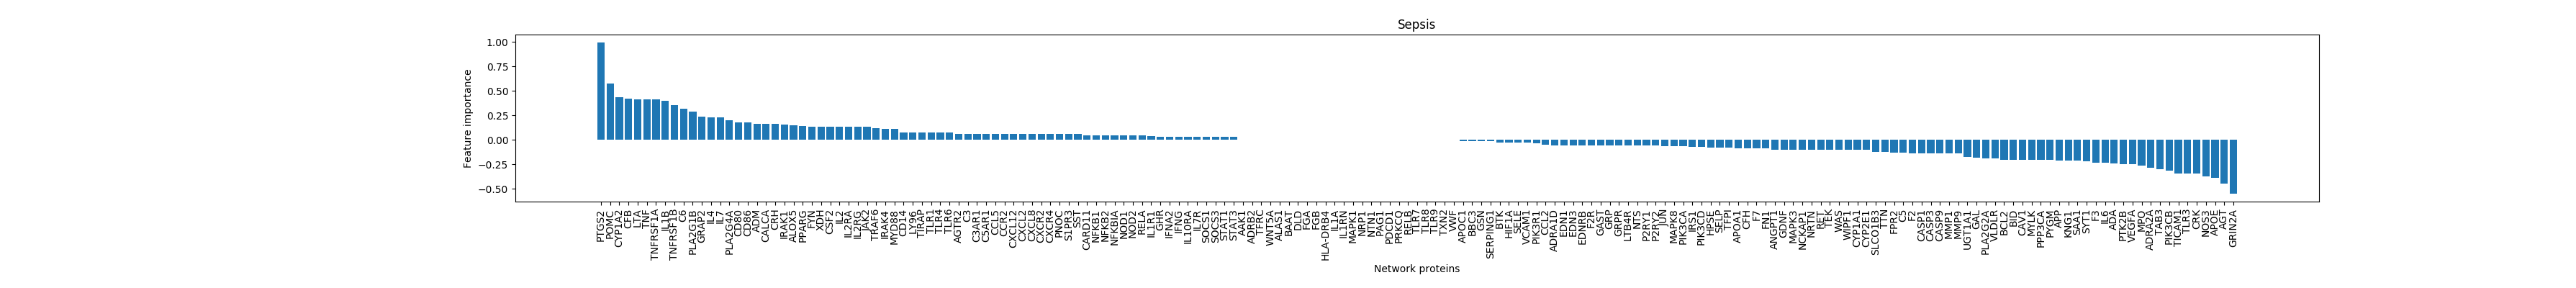 Sepsis
1.00
0.75
0.50
0.25
0.00
−0.25
−0.50
Feature importance
PTGS2
POMC
CYP1A2
CFB
LTA
TNF
TNFRSF1A
IL1B
TNFRSF1B
C6
PLA2G1B
GRAP2
IL4
IL7
PLA2G4A
CD80
CD86
ADM
CALCA
CRH
IRAK1
ALOX5
PPARG
FYN
XDH
CSF2
IL2
IL2RA
IL2RG
JAK2
TRAF6
IRAK4
MYD88
CD14
LY96
TIRAP
TLR1
TLR4
TLR6
AGTR2
C3
C3AR1
C5AR1
CCL5
CCR2
CXCL12
CXCL2
CXCL8
CXCR2
CXCR4
PNOC
S1PR3
SST
CARD11
NFKB1
NFKB2
NFKBIA
NOD1
NOD2
RELA
IL1R1
GHR
IFNA2
IFNG
IL10RA
IL7R
SOCS1
SOCS3
STAT1
STAT3
AAK1
ADRB2
TFRC
WNT5A
ALAS1
BAAT
DLD
FGA
FGB
HLA-DRB4
IL1A
IL1RN
MAPK1
NRP1
NTN1
PAG1
PDCD1
PRKCQ
RELB
TLR7
TLR8
TLR9
TXN2
VWF
APOC1
BBC3
GSN
SERPING1
HIF1A
SELE
VCAM1
PIK3R1
CCL2
ADRA1D
EDN1
EDN3
EDNRB
F2R
GAST
GRP
GRPR
LTB4R
NTS
P2RY1
P2RY2
JUN
BTK
MAPK8
PIK3CA
IRS1
PIK3CD
HPSE
SELP
TFPI
APOA1
CFH
F7
FN1
ANGPT1
GDNF
MAPK3
NCKAP1
NRTN
RET
TEK
WAS
WIPF1
CYP1A1
CYP2E1
SLCO1B3
TTN
FPR2
C5
F2
CASP1
CASP3
CASP9
MMP1
MMP9
UGT1A1
GAL
PLA2G2A
VLDLR
BCL2
BID
CAV1
MYLK
PPP3CA
PYGM
APP
KNG1
SAA1
SYT1
F3
IL6
ADA
PTK2B
VEGFA
MPO
ADRA2A
TAB3
PIK3CB
TICAM1
TLR3
CRK
NOS3
APOE
AGT
GRIN2A
Network proteins